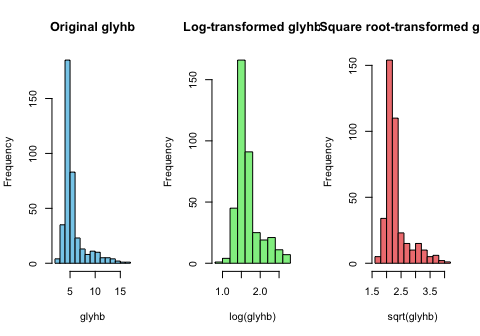 Original glyhb
Frequency
0
50
100
150
5 10 15
glyhb
Log-transformed glyhb
Frequency
0
50
100
150
1.0 2.0
log(glyhb)
Square root-transformed g
Frequency
0
50
100
150
1.5 2.5 3.5
sqrt(glyhb)